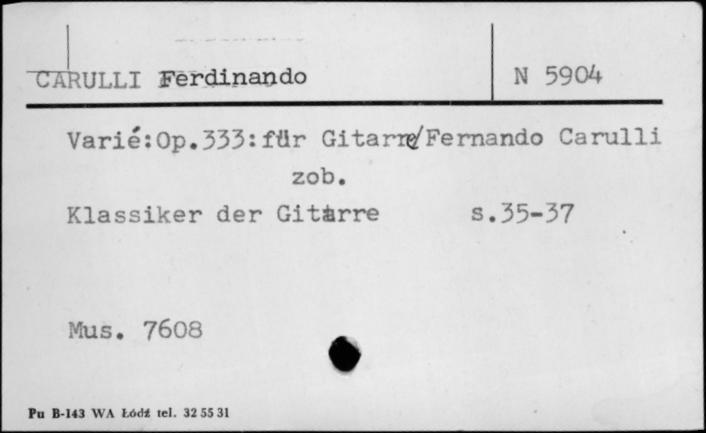 CARULLI Ferdinando N 5904
Varié:Op.333:für Gitarre/Fernando Carulli
zob.
Klassiker der Gitarre s.35-37
Mus. 7608
Pu B-143 WA Łódź tel. 32 55 31